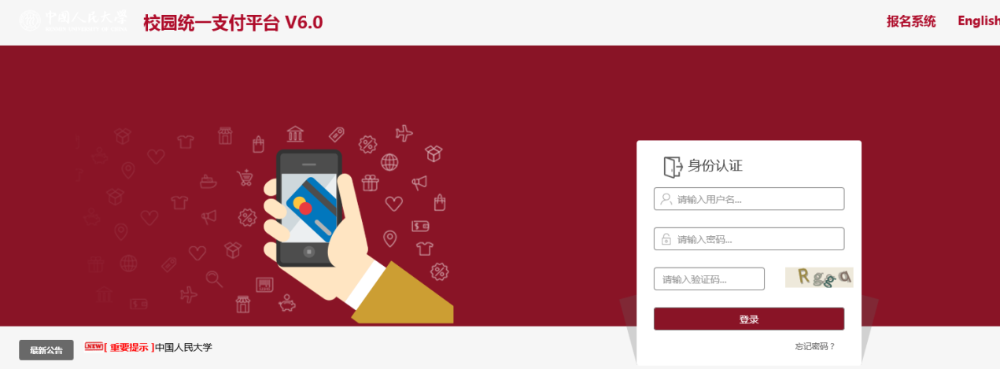 中国人民大学
校园统一支付平台 V6.0
报名系统 English
身份认证
请输入用户名...
请输入密码...
请输入验证码...
Rgga
登录
忘记密码？
最新公告
NEW [ 重要提示 ]中国人民大学